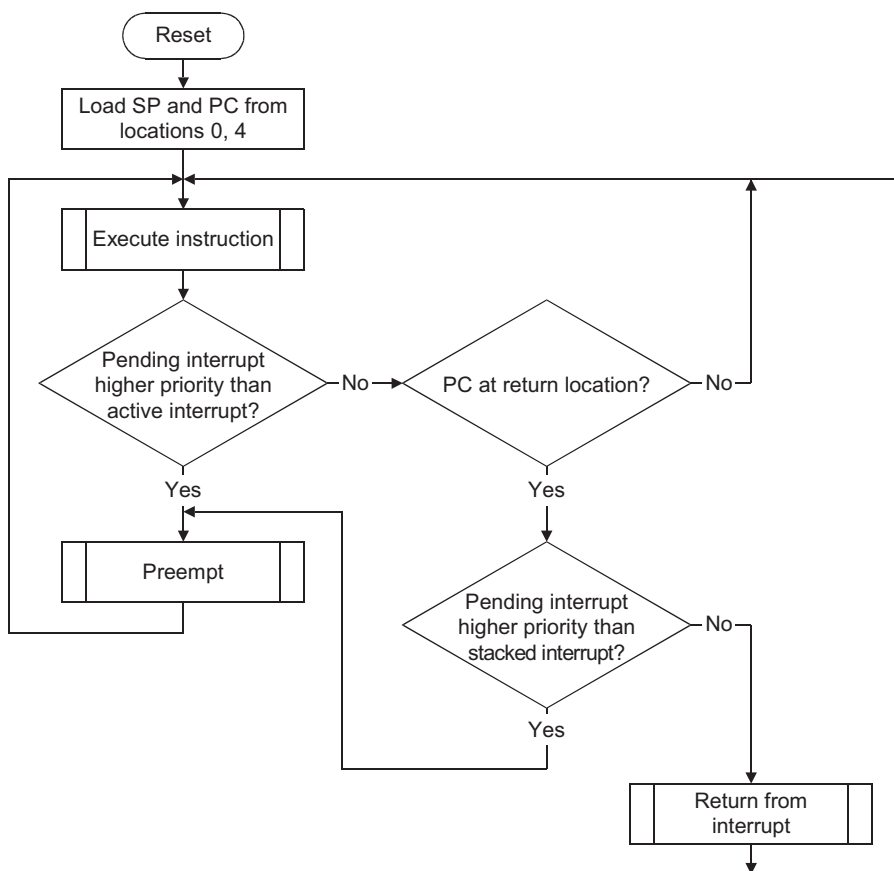 Reset
Load SP and PC from
locations 0, 4
Execute instruction
Pending interrupt
higher priority than
active interrupt?
No
PC at return location?
No
Yes
Yes
Preempt
Pending interrupt
higher priority than
stacked interrupt?
No
Yes
Return from
interrupt